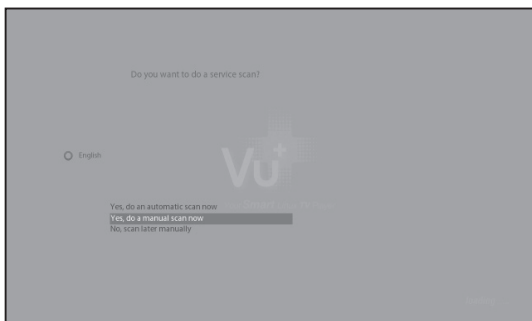 Do you want to do a service scan?
English
Vu+
Yes, do an automatic scan now
Yes, do a manual scan now
No, scan later manually